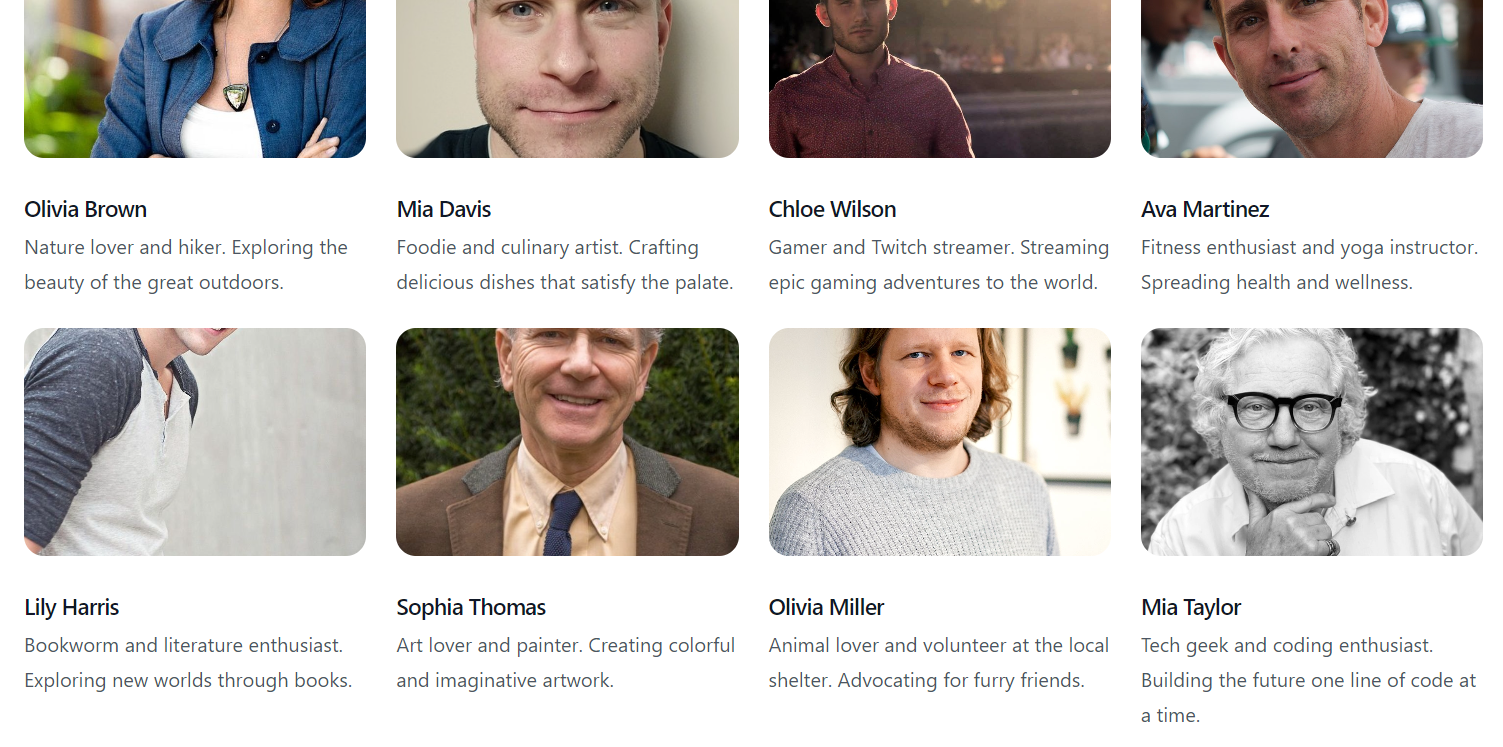 Olivia Brown
Nature lover and hiker. Exploring the
beauty of the great outdoors.
Mia Davis
Foodie and culinary artist. Crafting
delicious dishes that satisfy the palate.
Chloe Wilson
Gamer and Twitch streamer. Streaming
epic gaming adventures to the world.
Ava Martinez
Fitness enthusiast and yoga instructor.
Spreading health and wellness.
Lily Harris
Bookworm and literature enthusiast.
Exploring new worlds through books.
Sophia Thomas
Art lover and painter. Creating colorful
and imaginative artwork.
Olivia Miller
Animal lover and volunteer at the local
shelter. Advocating for furry friends.
Mia Taylor
Tech geek and coding enthusiast.
Building the future one line of code at
a time.